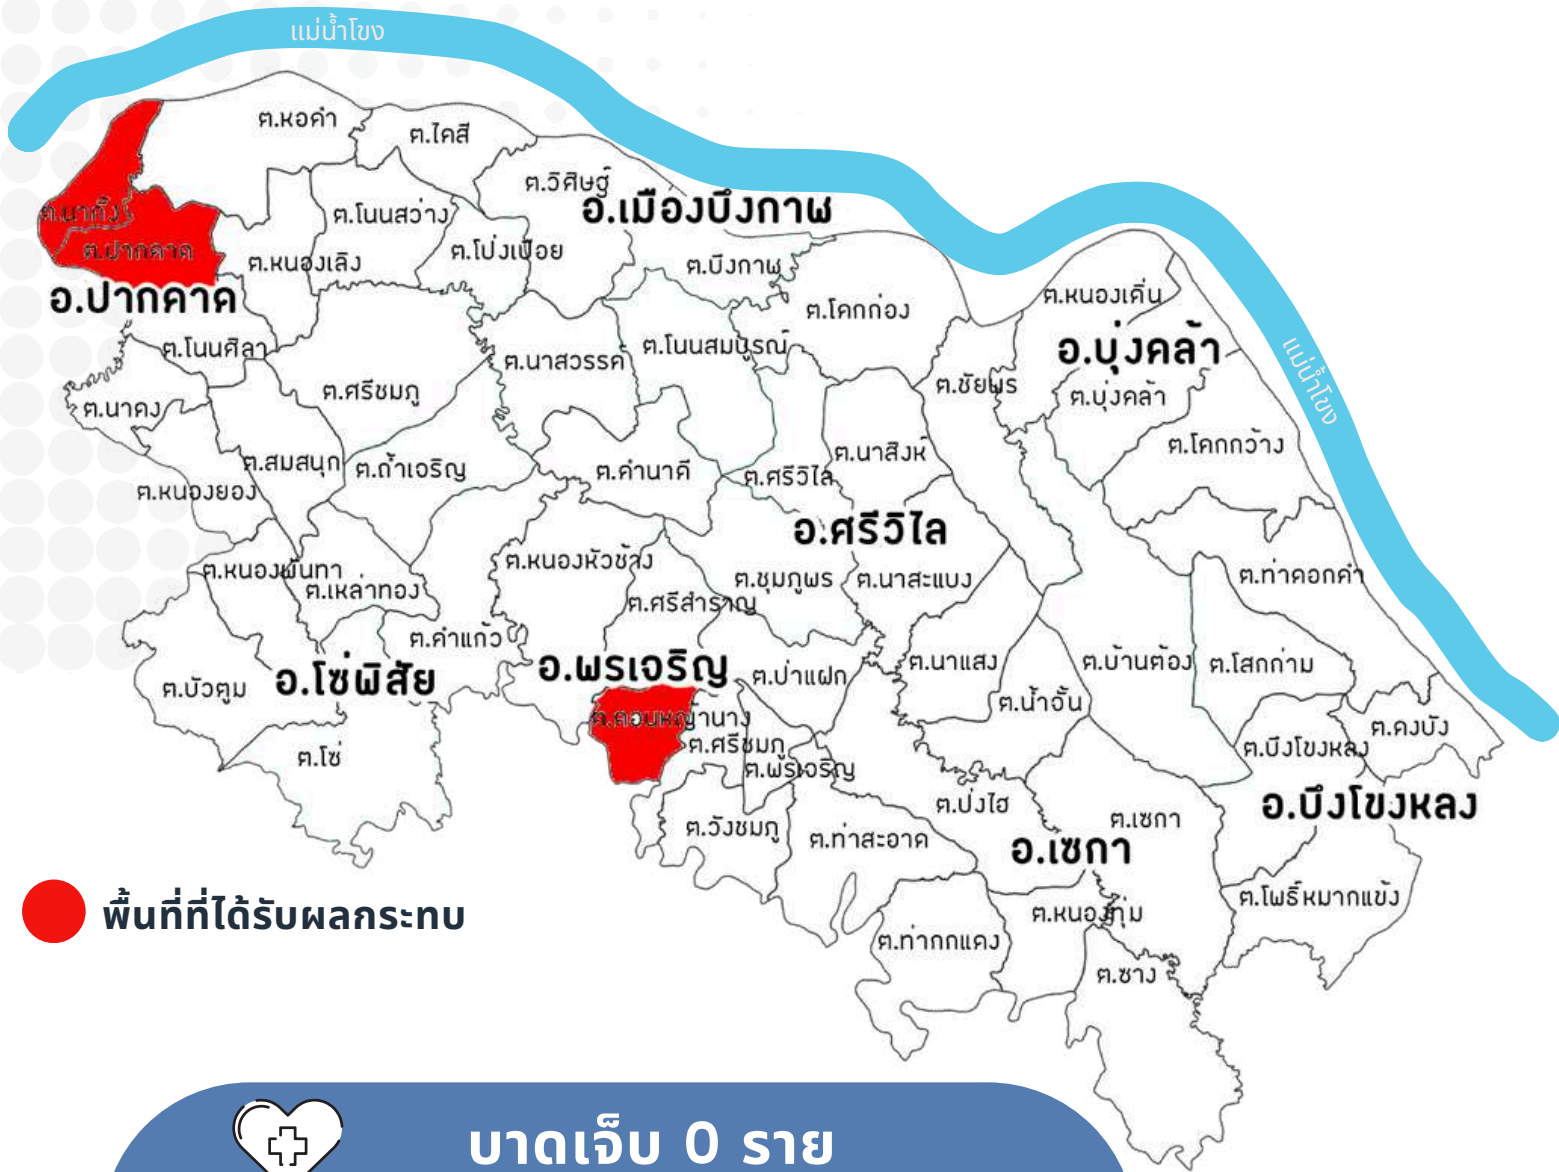 แม่น้ำโขง
ต.หอคำ
ต.ไคสี
ต.วิศิษฐ์
อ.เมืองบึงกาฬ
ต.นากั้ง
ต.ปากคาด
ต.โนนสว่าง
ต.หนองเลิง
ต.โป่งเปือย
ต.บึงกาฬ
อ.ปากคาด
ต.หนองเดิ่น
ต.โคกก่อง
ต.โนนศิลา
ต.นาสวรรค์
ต.โนนสมบูรณ์
อ.บุ่งคล้า
แม่น้ำโขง
ต.ศรีชมภู
ต.ชัยพร
ต.บุ่งคล้า
ต.นาดง
ต.โคกกว้าง
ต.นาสิงห์
ต.สมสนุก
ต.ถ้ำเจริญ
ต.คำนาดี
ต.ศรีวิไล
ต.หนองยอง
อ.ศรีวิไล
ต.หนองหัวช้าง
ต.หนองพันทา
ต.เหล่าทอง
ต.ชุมภูพร
ต.นาสะแบง
ต.ท่าดอกคำ
ต.ศรีสำราญ
ต.คำแก้ว
อ.พรเจริญ
ต.ป่าแฝก
ต.นาแสง
ต.บ้านต้อง
ต.โสกก่าม
ต.บัวตูม
อ.โซ่พิสัย
ต.น้ำจั้น
ต.ดอนหญ้านาง
ต.ศรีชมภู
ต.ดงบัง
ต.บึงโขงหลง
ต.โซ่
ต.พรเจริญ
ต.ป่งไฮ
อ.บึงโขงหลง
ต.วังชมภู
ต.ท่าสะอาด
ต.เซกา
อ.เซกา
ต.โพธิ์หมากแข้ง
พื้นที่ที่ได้รับผลกระทบ
ต.หนองทุ่ม
ต.ท่ากกแดง
ต.ซาง
บาดเจ็บ 0 ราย